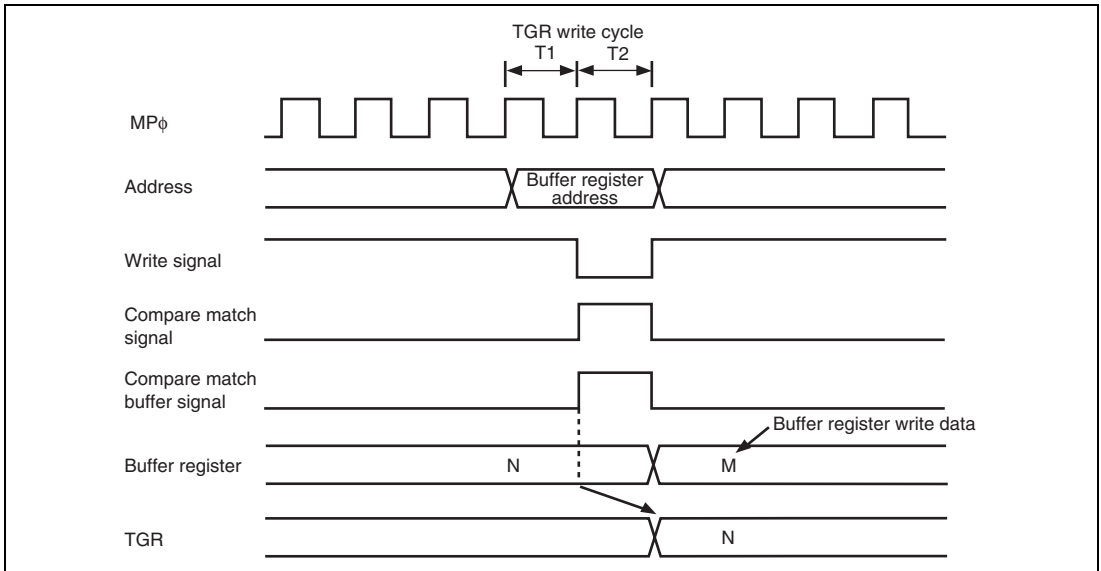 TGR write cycle
T1 T2
MPϕ
Address
Buffer register
address
Write signal
Compare match
signal
Compare match
buffer signal
Buffer register write data
Buffer register
N M
TGR
N